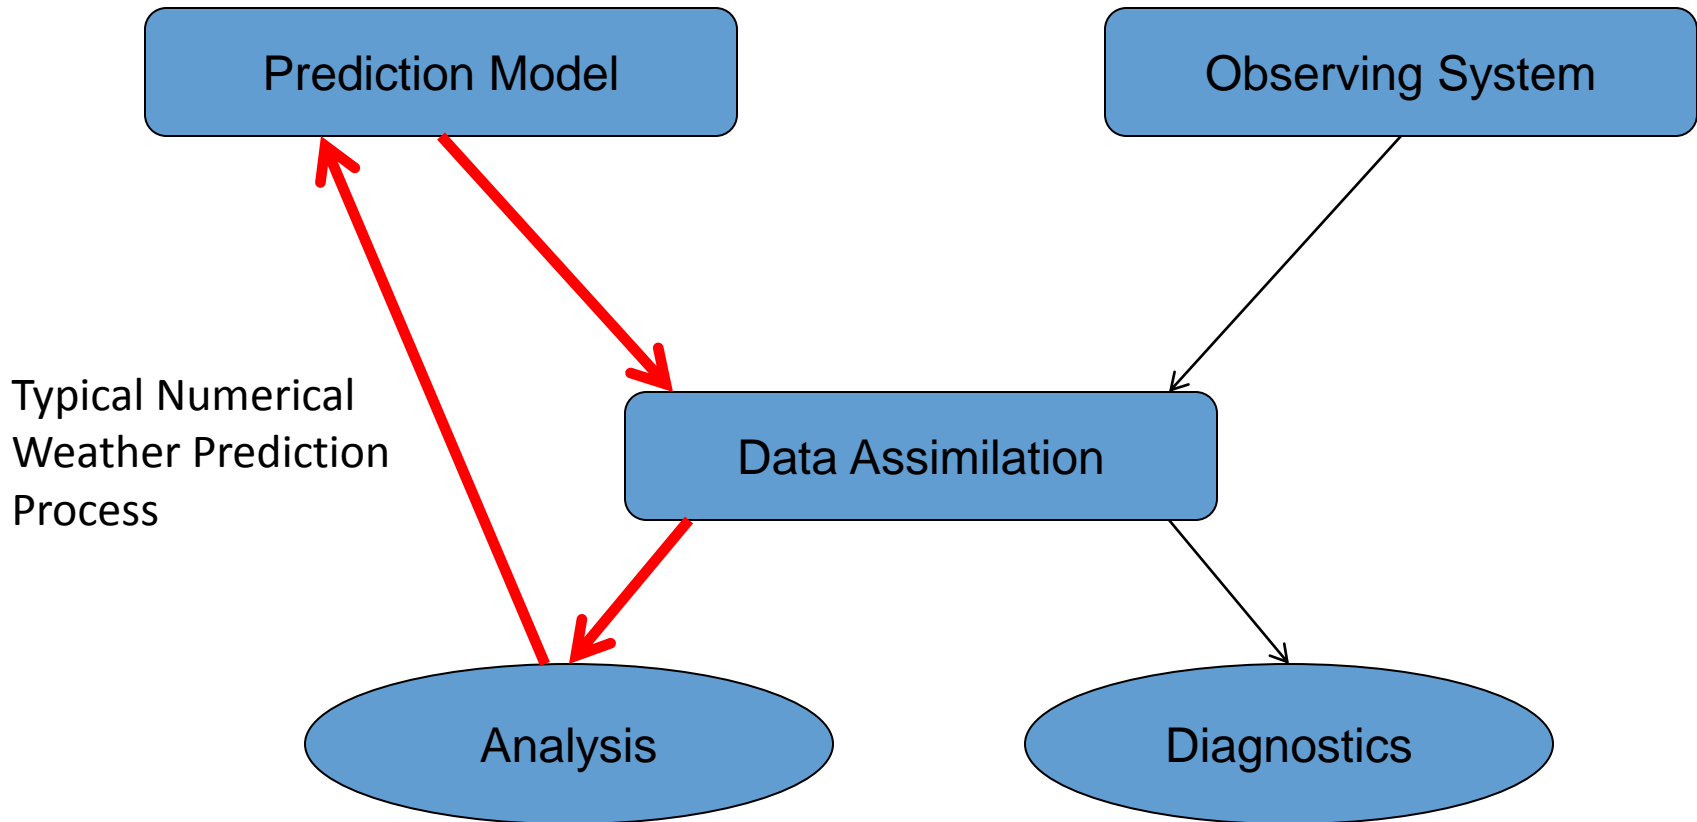 Prediction Model
Observing System
Typical Numerical
Weather Prediction
Process
Data Assimilation
Analysis
Diagnostics